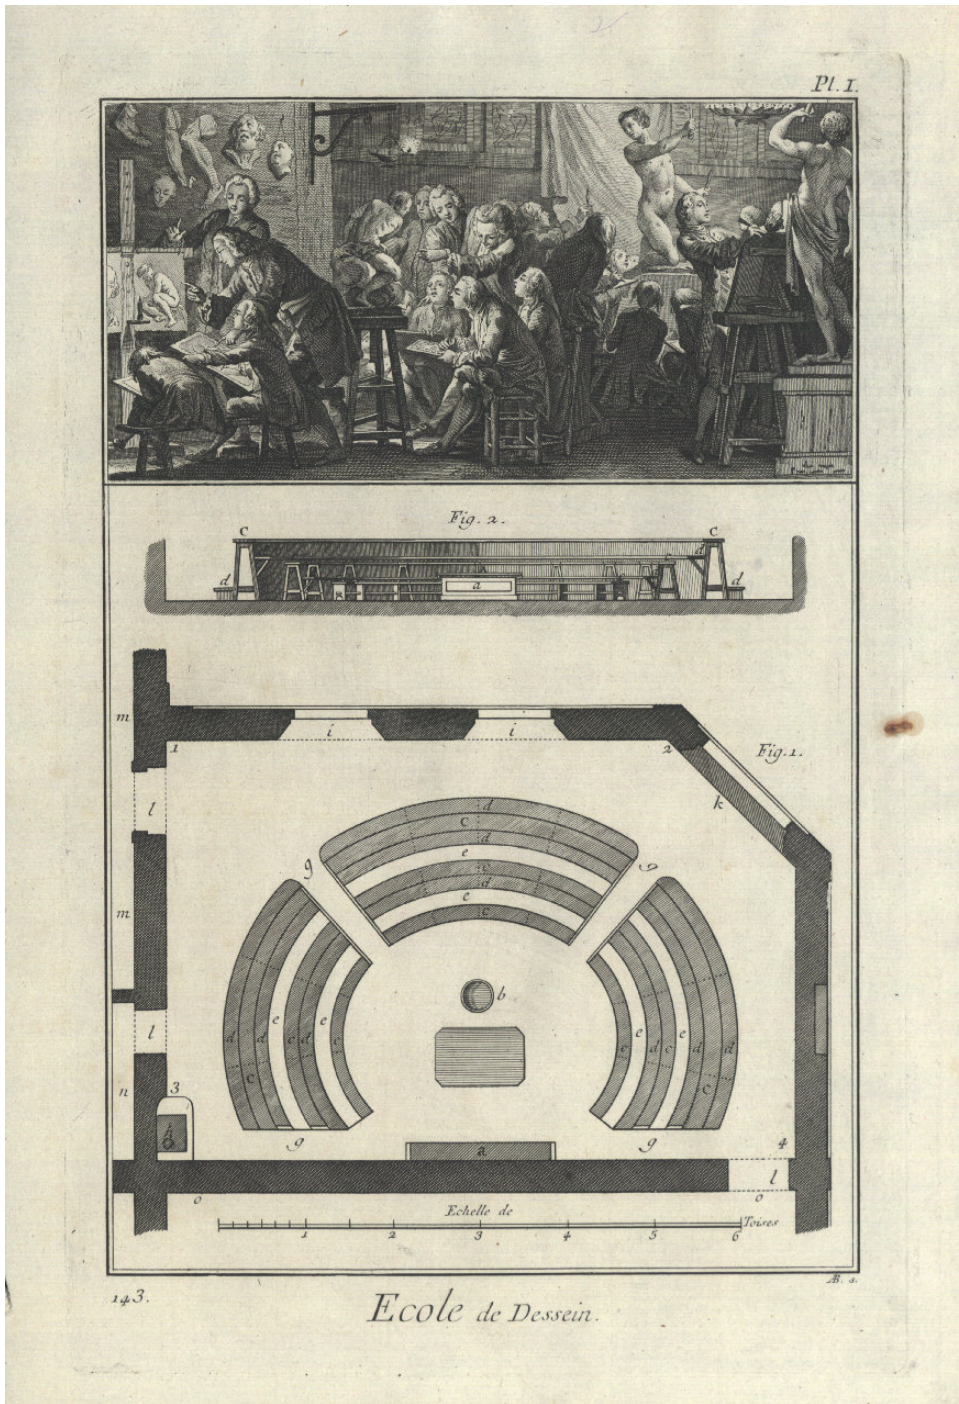 Pl. I.
Fig. 2.
c c
d
c
d a d
m
1 i i 2 Fig. 1.
l k
d
c
d
g e g
c
d
m e
c
b
l e e e e
d d c d c c d c d d
c c
n 3
h
g g 4
a
l
o o
Echelle de
Toises
1 2 3 4 5 6
Æ. s.
143.
Ecole de Dessein.